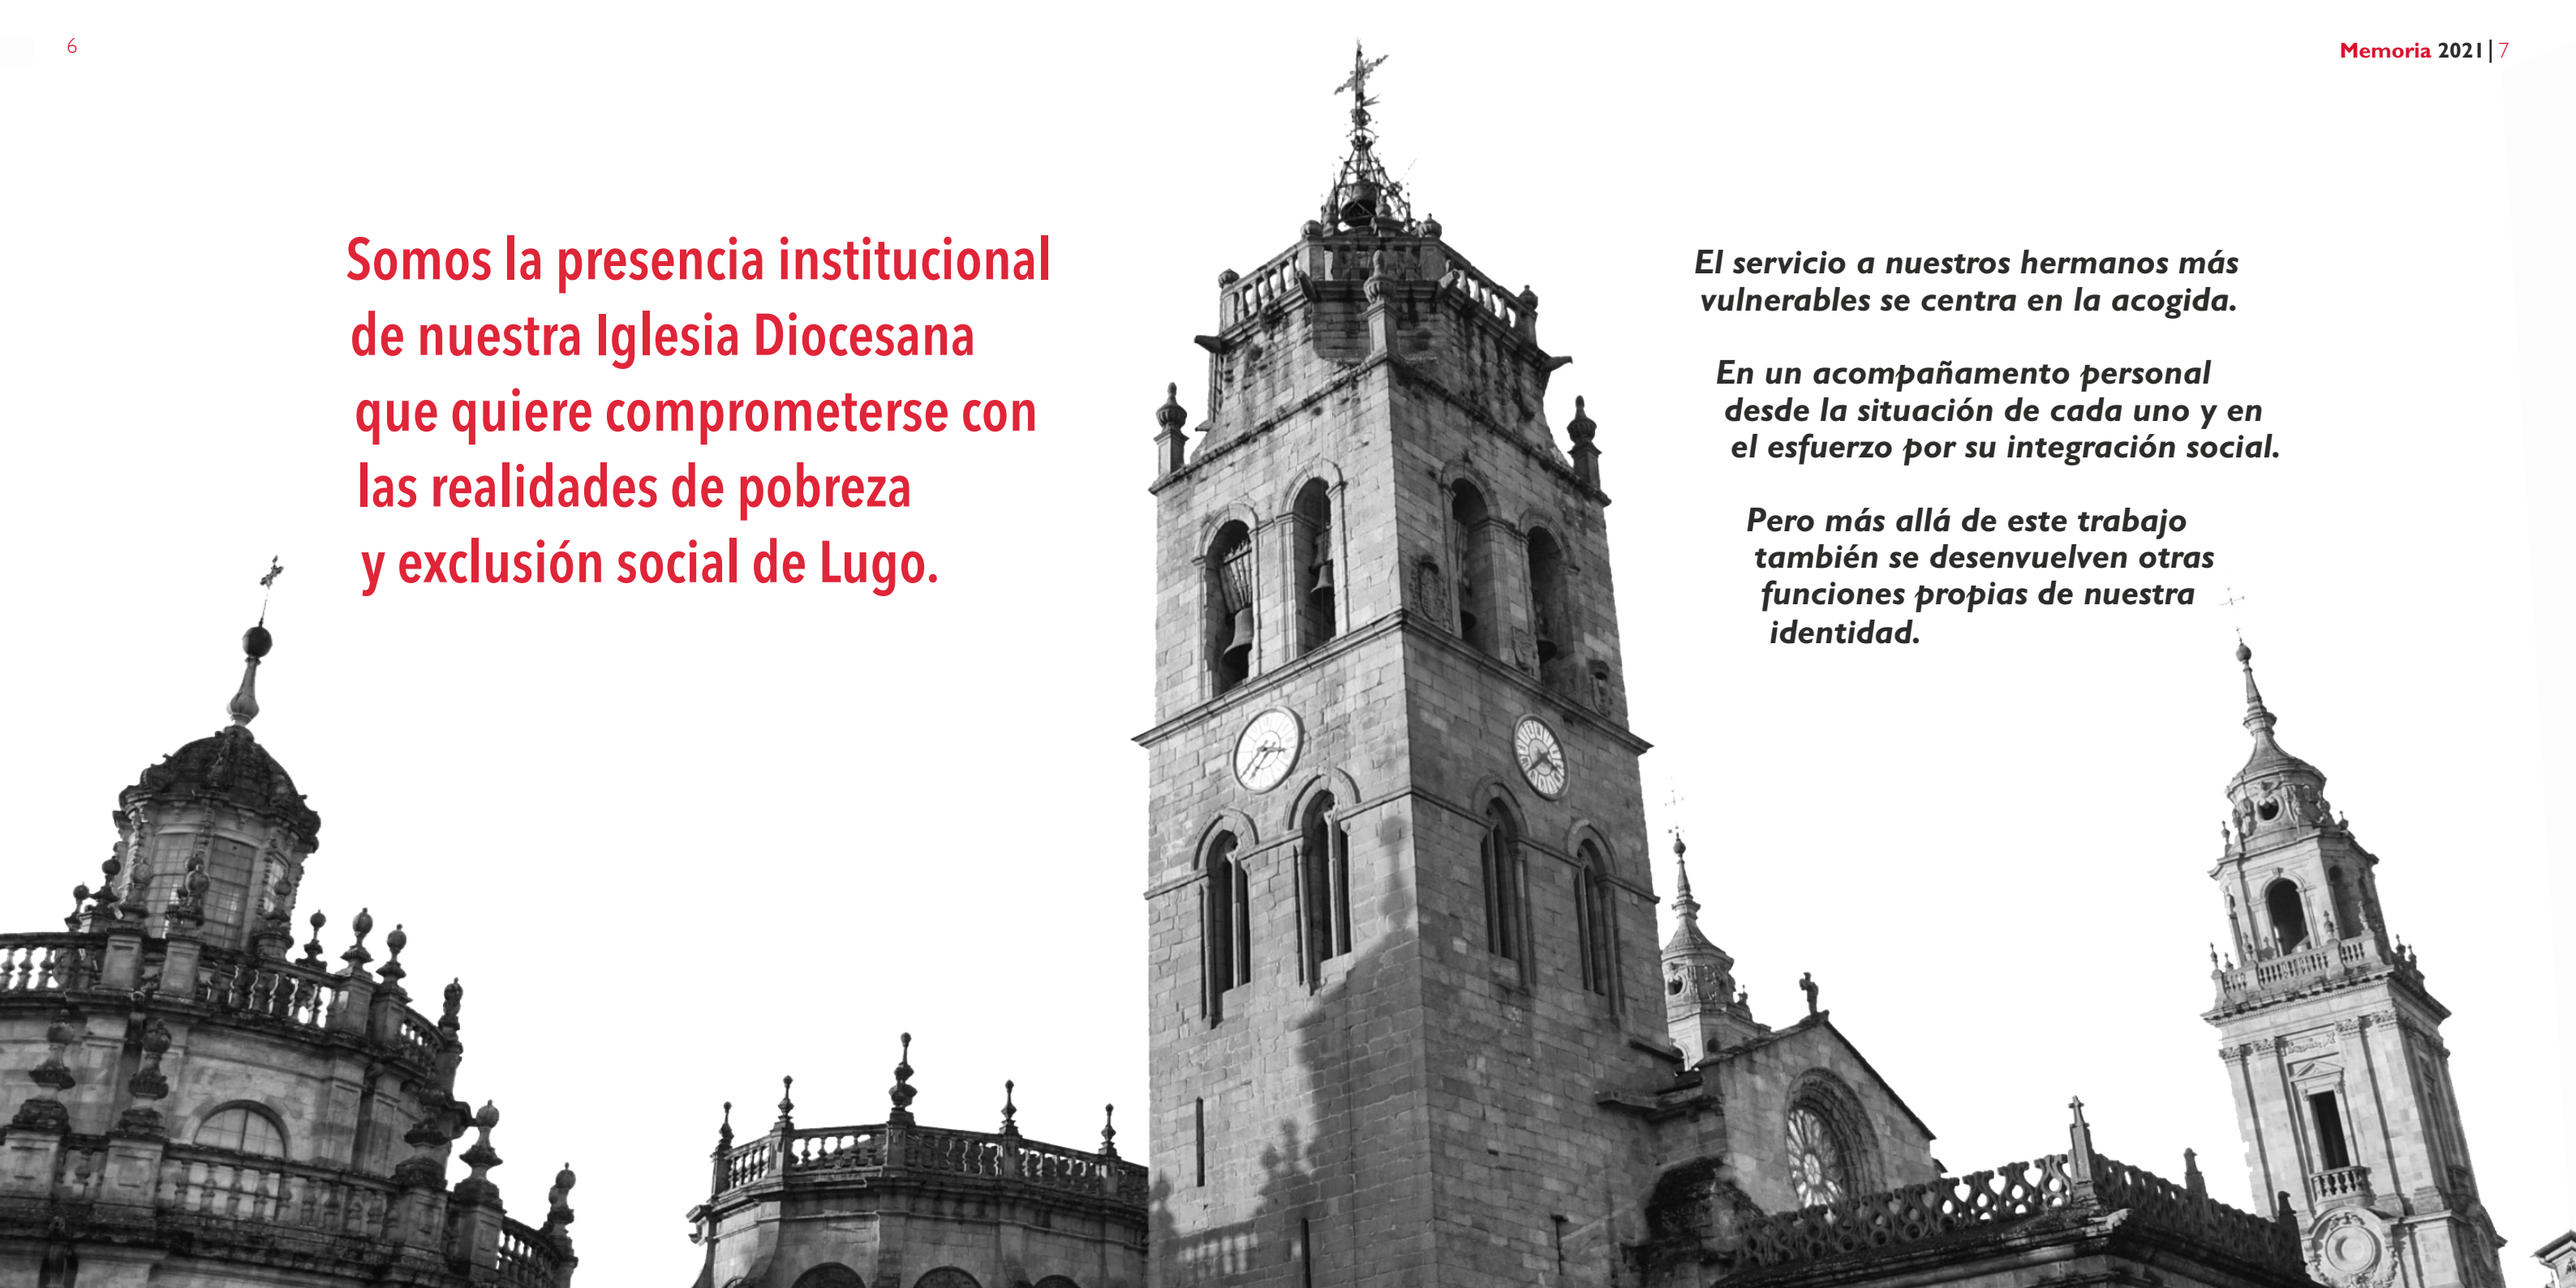 6
Memoria 2021|7
Somos la presencia institucional
de nuestra Iglesia Diocesana
que quiere comprometerse con
las realidades de pobreza
y exclusión social de Lugo.
El servicio a nuestros hermanos más
vulnerables se centra en la acogida.
En un acompañamento personal
desde la situación de cada uno y en
el esfuerzo por su integración social.
Pero más allá de este trabajo
también se desenvuelven otras
funciones propias de nuestra
identidad.